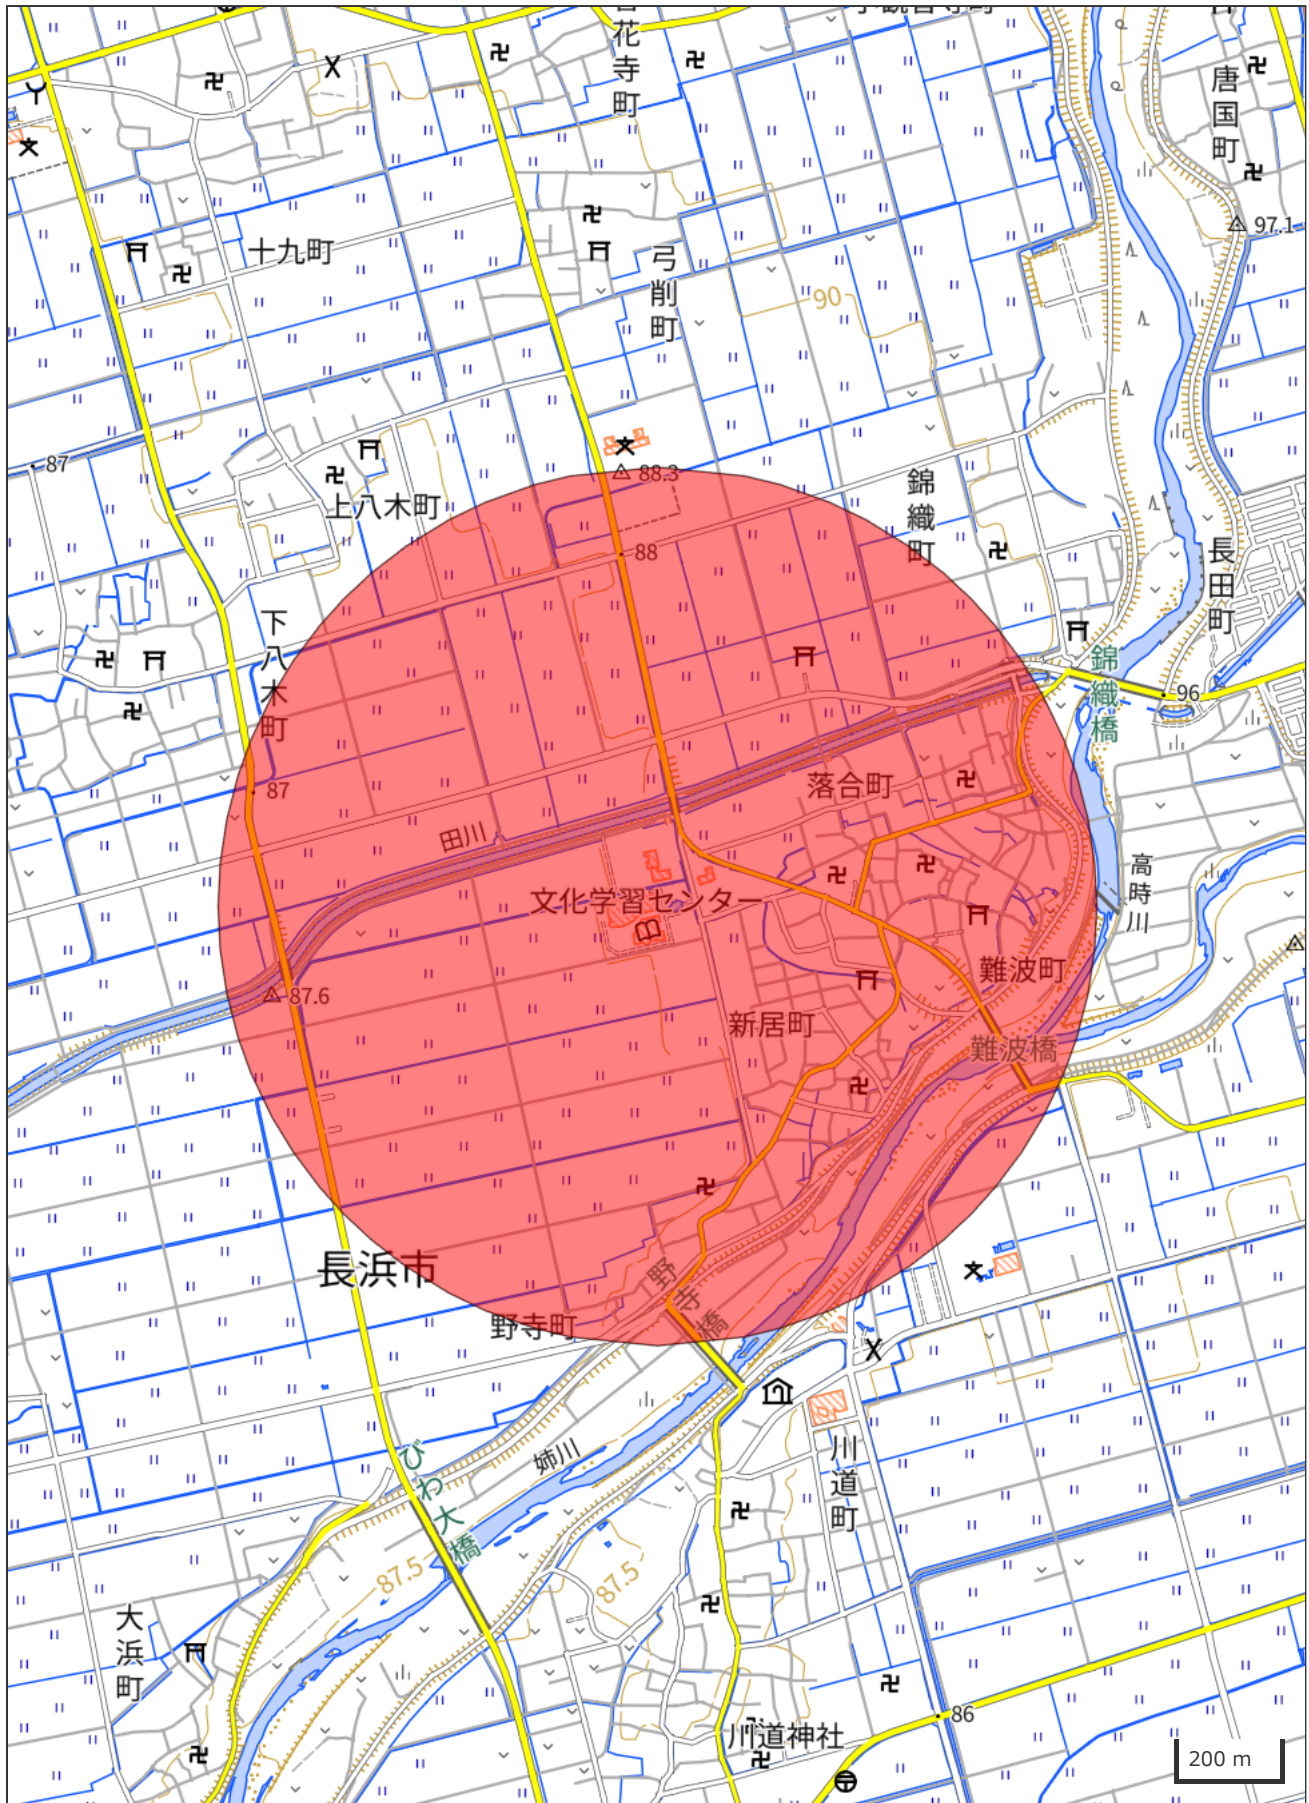 花寺町
唐国町
97.1
十九町
弓削町
90
87
88.3
上八木町
錦織町
88
長田町
下八木町
錦織橋
96
87
落合町
田川
高時川
文化学習センター
難波町
87.6
新居町
難波橋
長浜市
野寺橋
野寺町
びわ大橋
姉川
川道町
87.5
87.5
大浜町
86
川道神社
200 m